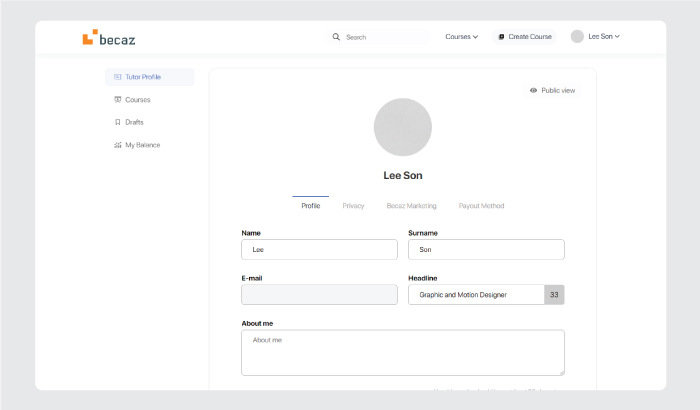 becaz
Search
Courses
Create Course
Lee Son
Tutor Profile
Courses
Drafts
My Balance
Public view
Lee Son
Profile
Privacy
Becaz Marketing
Payout Method
Name
Surname
Lee
Son
E-mail
Headline
Graphic and Motion Designer
33
About me
About me